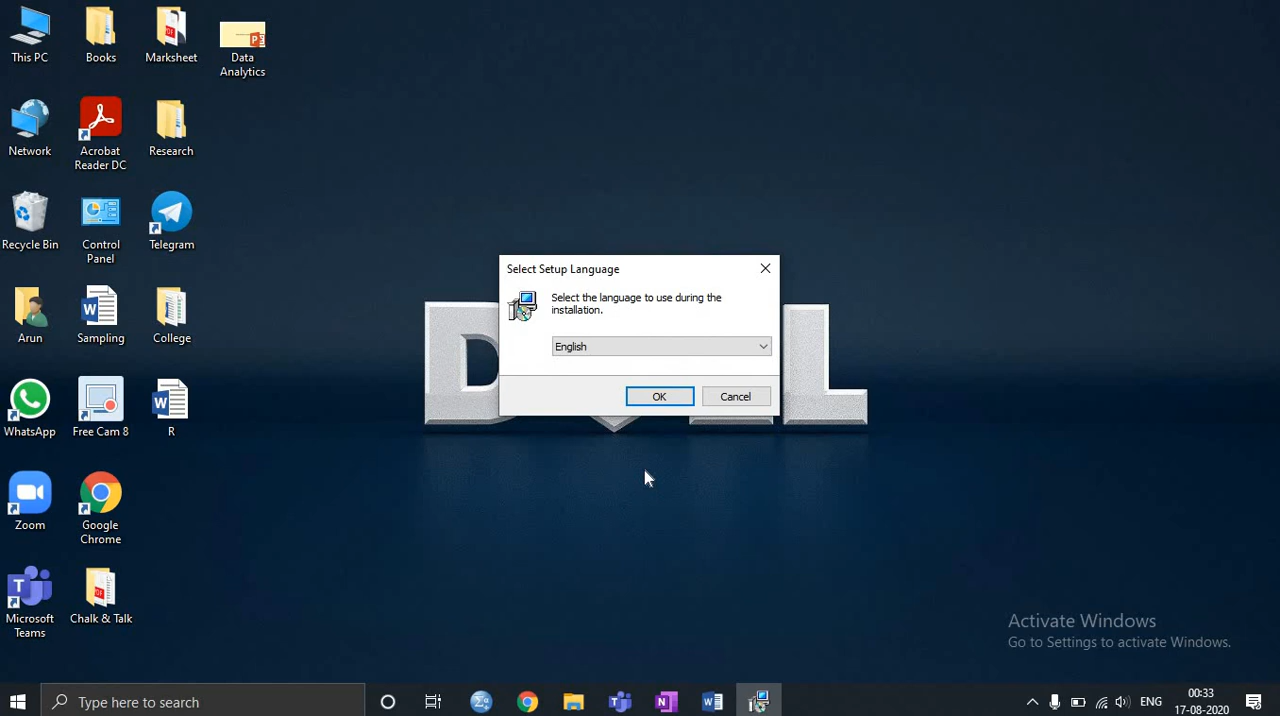 This PC
Books
Marksheet
Data
Analytics
Network
Acrobat
Reader DC
Research
Recycle Bin
Control
Panel
Telegram
Arun
Sampling
College
WhatsApp
Free Cam 8
R
Zoom
Google
Chrome
Microsoft
Teams
Chalk & Talk
Select Setup Language
Select the language to use during the
installation.
English
OK
Cancel
D L
Activate Windows
Go to Settings to activate Windows.
Type here to search
ENG
00:33
17-08-2020